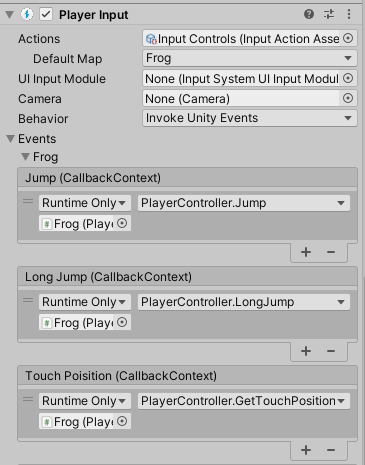 Player Input
Actions Input Controls (Input Action Asse
Default Map Frog
UI Input Module None (Input System UI Input Modul
Camera None (Camera)
Behavior Invoke Unity Events
Events
Frog
Jump (CallbackContext)
Runtime Only PlayerController.Jump
Frog (Playe
+ −
Long Jump (CallbackContext)
Runtime Only PlayerController.LongJump
Frog (Playe
+ −
Touch Poisition (CallbackContext)
Runtime Only PlayerController.GetTouchPosition
Frog (Playe
+ −